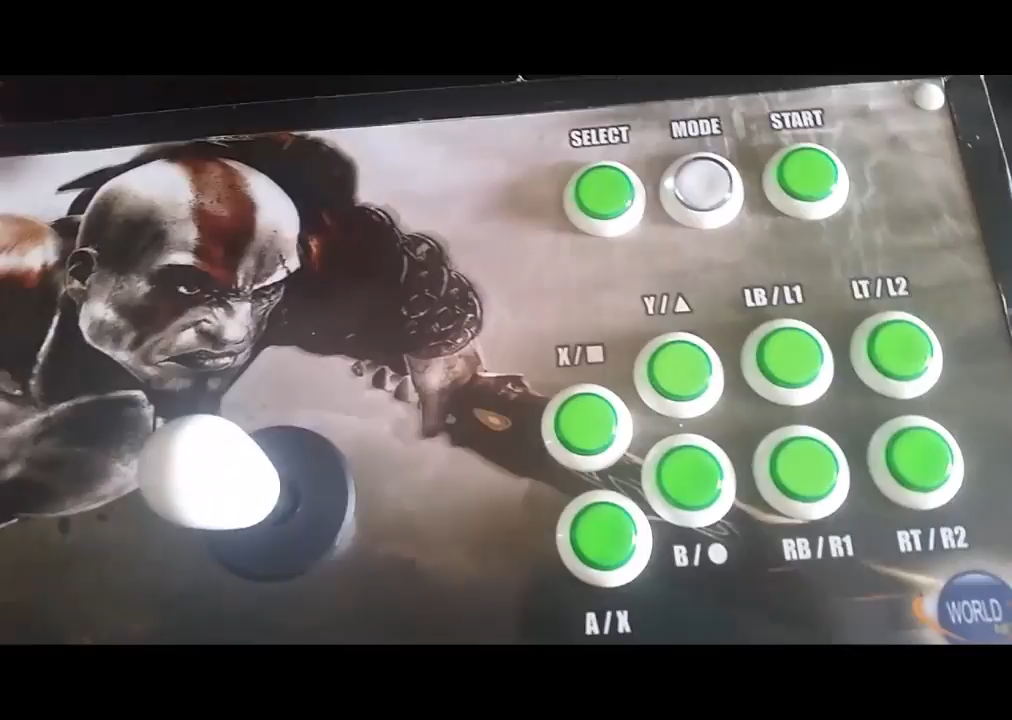 SELECT
MODE
START
Y / ▲
LB / L1
LT / L2
X / ■
B / ●
RB / R1
RT / R2
A / X
WORLD